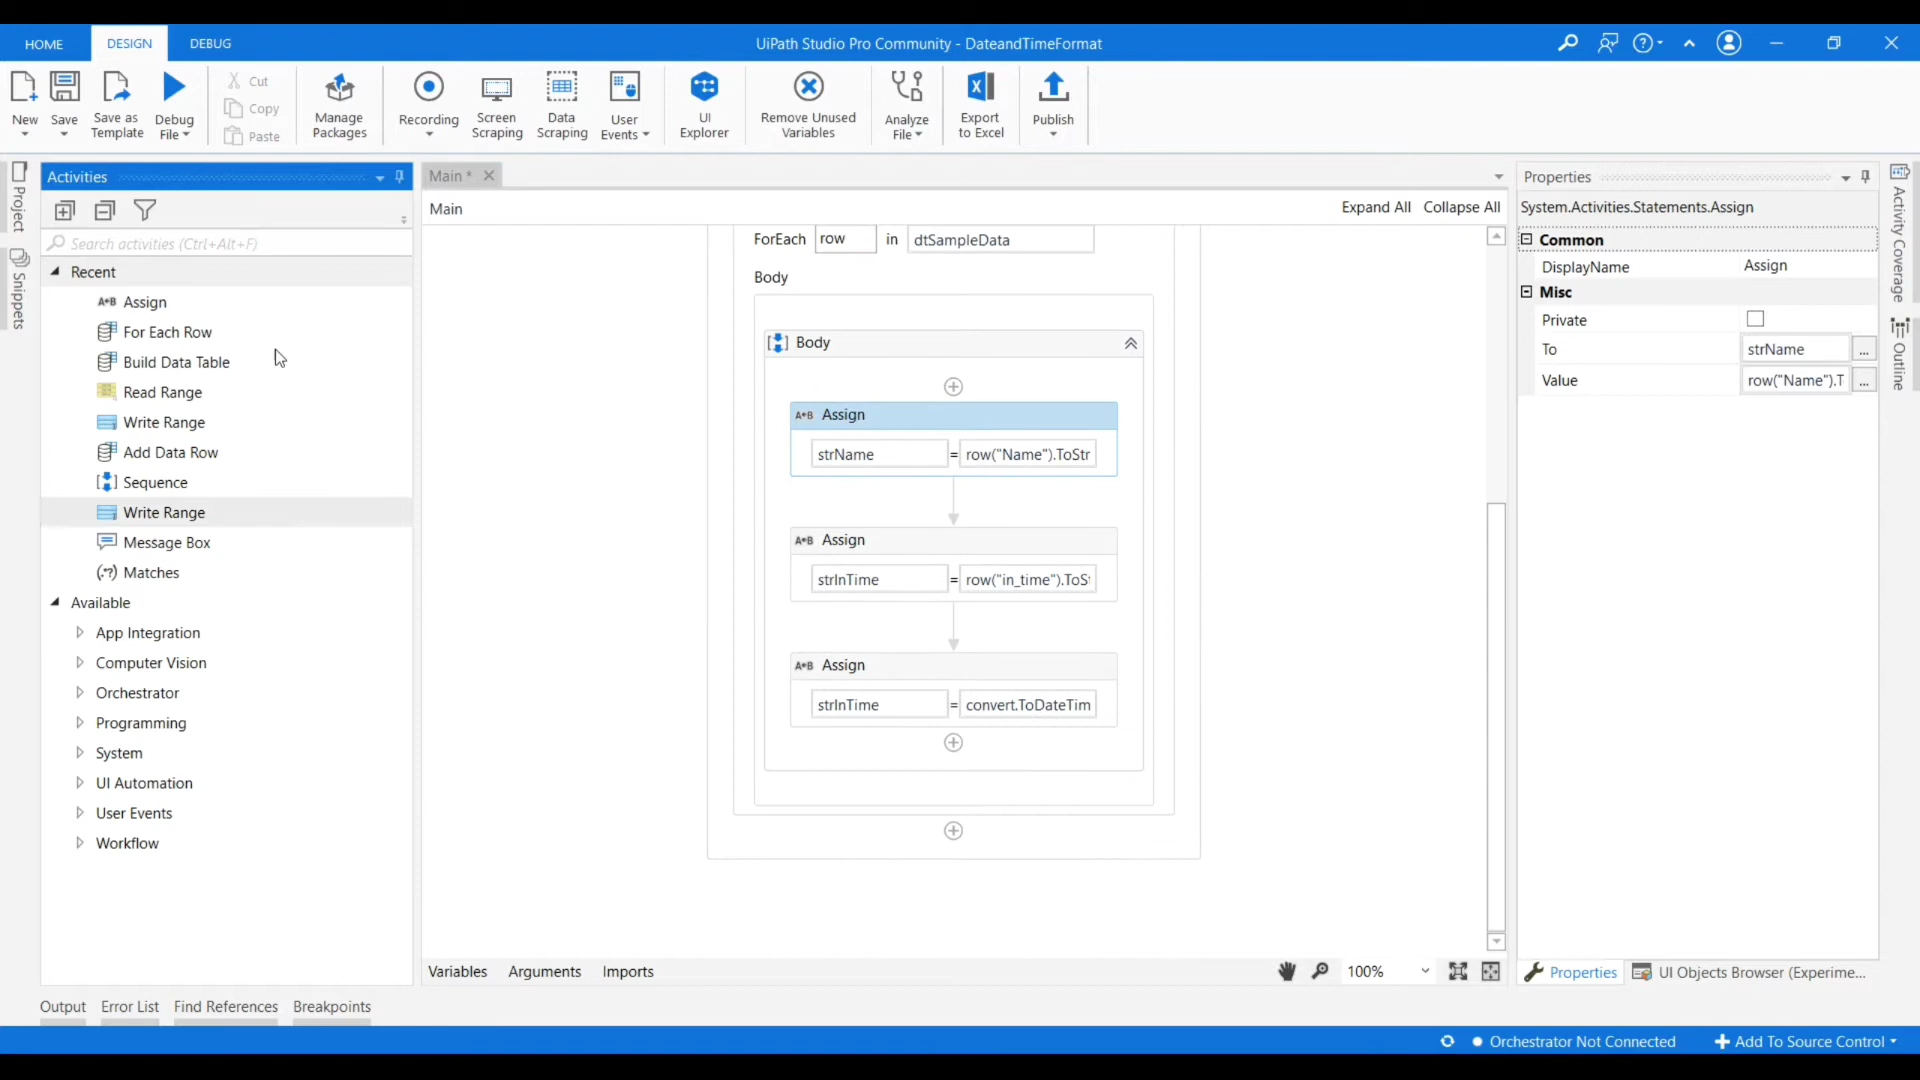 HOME
DESIGN
DEBUG
UiPath Studio Pro Community - DateandTimeFormat
New
Save
Save as
Template
Debug
File
Cut
Copy
Paste
Manage
Packages
Recording
Screen
Scraping
Data
Scraping
User
Events
UI
Explorer
Remove Unused
Variables
Analyze
File
Export
to Excel
Publish
Project
Snippets
Activities
Search activities (Ctrl+Alt+F)
Recent
Assign
For Each Row
Build Data Table
Read Range
Write Range
Add Data Row
Sequence
Write Range
Message Box
Matches
Available
App Integration
Computer Vision
Orchestrator
Programming
System
UI Automation
User Events
Workflow
Main *
Main
Expand All
Collapse All
ForEach row in dtSampleData
Body
Body
A*B Assign
strName = row("Name").ToStr
A*B Assign
strInTime = row("in_time").ToSt
A*B Assign
strInTime = convert.ToDateTim
Variables
Arguments
Imports
100%
Properties
System.Activities.Statements.Assign
Common
DisplayName Assign
Misc
Private
To strName ...
Value row("Name").T ...
Properties
UI Objects Browser (Experime...
Activity Coverage
Outline
Output
Error List
Find References
Breakpoints
Orchestrator Not Connected
Add To Source Control